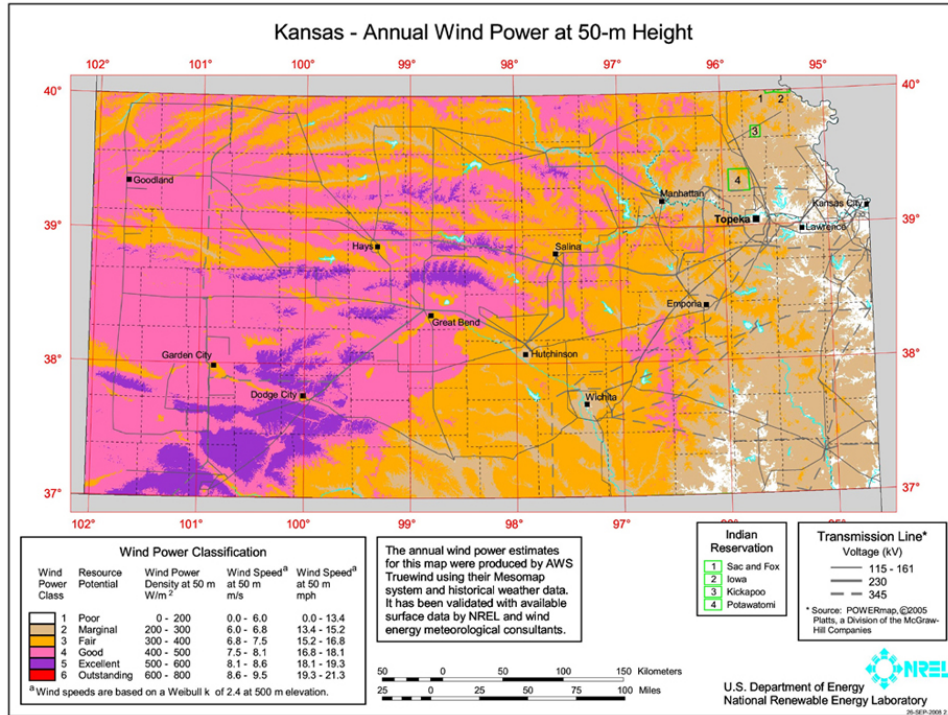 Kansas - Annual Wind Power at 50-m Height
102° 101° 100° 99° 98° 97° 96° 95°
40° 40°
1 2
3
4
Goodland
Manhattan
Kansas City
39° Topeka 39°
Lawrence
Hays
Salina
Emporia
Great Bend
38° Garden City Hutchinson 38°
Dodge City
Wichita
37° 37°
102° 101° 100° 99° 98° 97° 96° 95°
Wind Power Classification
Wind Power Class Resource Potential Wind Power Density at 50 m W/m² Wind Speedᵃ at 50 m m/s Wind Speedᵃ at 50 m mph
1 Poor 0 - 200 0.0 - 6.0 0.0 - 13.4
2 Marginal 200 - 300 6.0 - 6.8 13.4 - 15.2
3 Fair 300 - 400 6.8 - 7.5 15.2 - 16.8
4 Good 400 - 500 7.5 - 8.1 16.8 - 18.1
5 Excellent 500 - 600 8.1 - 8.6 18.1 - 19.3
6 Outstanding 600 - 800 8.6 - 9.5 19.3 - 21.3
ᵃ Wind speeds are based on a Weibull k of 2.4 at 500 m elevation.
The annual wind power estimates
for this map were produced by AWS
Truewind using their Mesomap
system and historical weather data.
It has been validated with available
surface data by NREL and wind
energy meteorological consultants.
Indian
Reservation
1 Sac and Fox
2 Iowa
3 Kickapoo
4 Potawatomi
Transmission Line*
Voltage (kV)
115 - 161
230
345
* Source: POWERmap, ©2005
Platts, a Division of the McGraw-
Hill Companies
50 0 50 100 150 Kilometers
25 0 25 50 75 100 Miles
NREL
U.S. Department of Energy
National Renewable Energy Laboratory